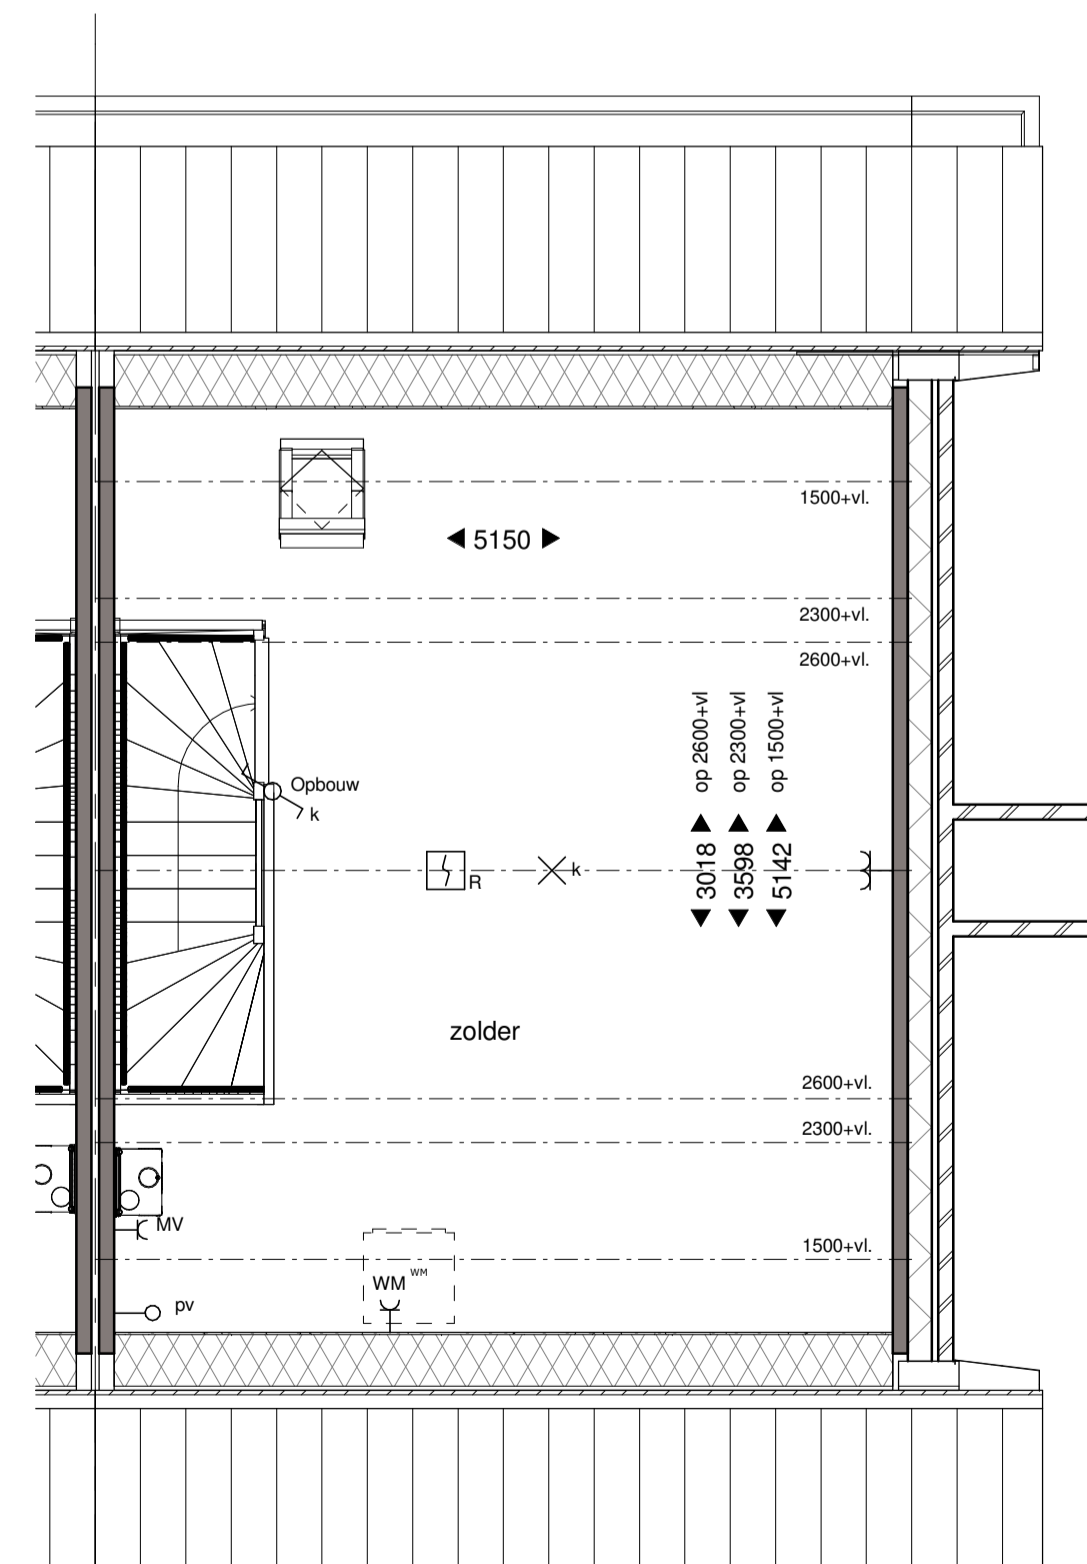 1500+vl.
5150
2300+vl.
2600+vl.
op 2600+vl
op 2300+vl
op 1500+vl
Opbouw
k
3018
3598
5142
R
k
zolder
2600+vl.
2300+vl.
MV
1500+vl.
WM WM
pv